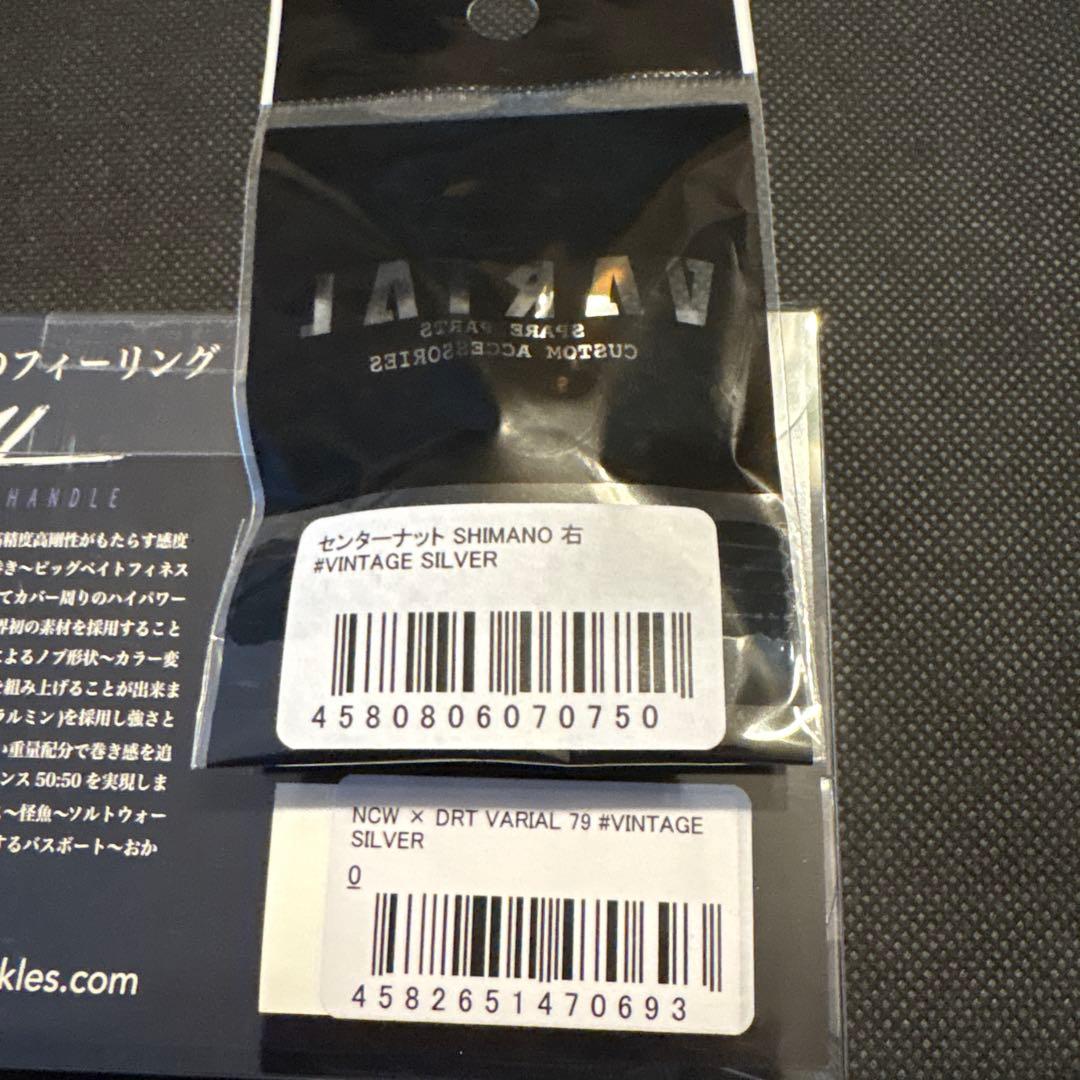 VARIAL
SPARE PARTS
CUSTOM ACCESSORIES
のフィーリング
HANDLE
高精度高剛性がもたらす感度
巻き〜ビッグベイトフィネス
てカバー周りのハイパワー
界初の素材を採用すること
によるノブ形状〜カラー変
を組み上げることが出来ま
ラルミン)を採用し強さと
い重量配分で巻き感を追
ンス 50:50 を実現しま
〜怪魚〜ソルトウォー
するバスボート〜おか
kles.com
センターナット SHIMANO 右
#VINTAGE SILVER
4580806070750
NCW × DRT VARIAL 79 #VINTAGE
SILVER
0
4582651470693